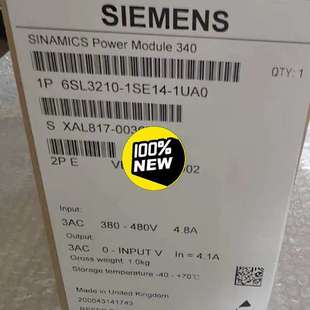 SIEMENS
SINAMICS Power Module 340
1P 6SL3210-1SE14-1UA0
QTY: 1
S XAL817-003
100%
NEW
2P E
Input:
3AC 380 - 480V 4.8A
Output:
3AC 0 - INPUT V In = 4.1A
Gross weight: 1.0kg
Storage temperature -40 - +70°C
Made in United Kingdom
200043141743